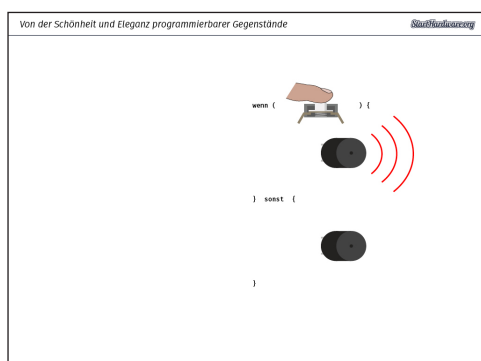 Von der Schönheit und Eleganz programmierbarer Gegenstände
StartHardware.org
wenn ( ) {
} sonst {
}